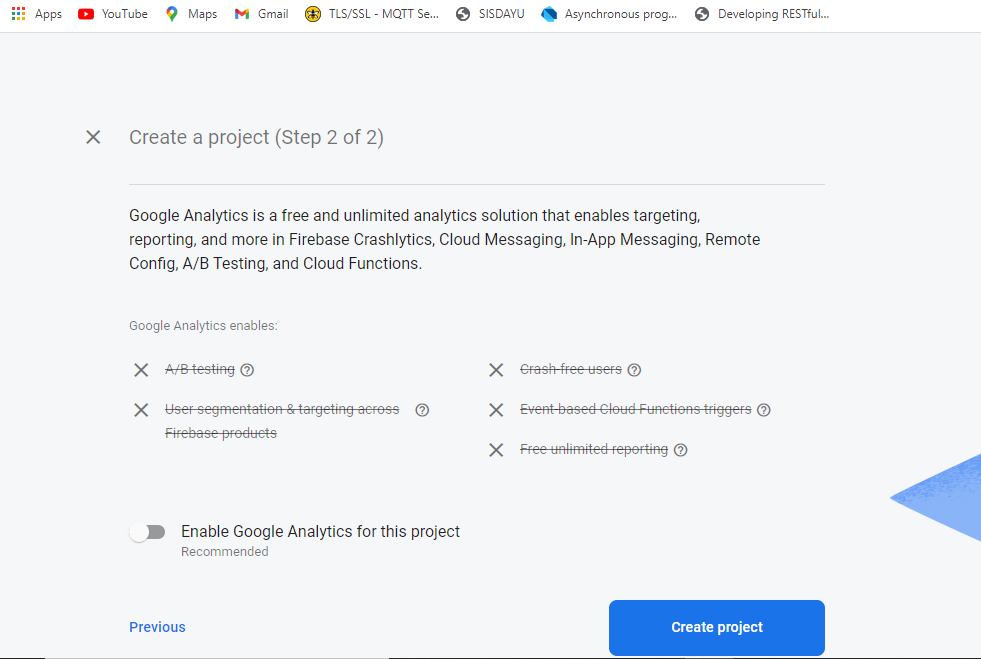 Apps YouTube Maps Gmail TLS/SSL - MQTT Se... SISDAYU Asynchronous prog... Developing RESTful...
Create a project (Step 2 of 2)
Google Analytics is a free and unlimited analytics solution that enables targeting,
reporting, and more in Firebase Crashlytics, Cloud Messaging, In-App Messaging, Remote
Config, A/B Testing, and Cloud Functions.
Google Analytics enables:
A/B testing
User segmentation & targeting across
Firebase products
Crash-free users
Event-based Cloud Functions triggers
Free unlimited reporting
Enable Google Analytics for this project
Recommended
Previous
Create project